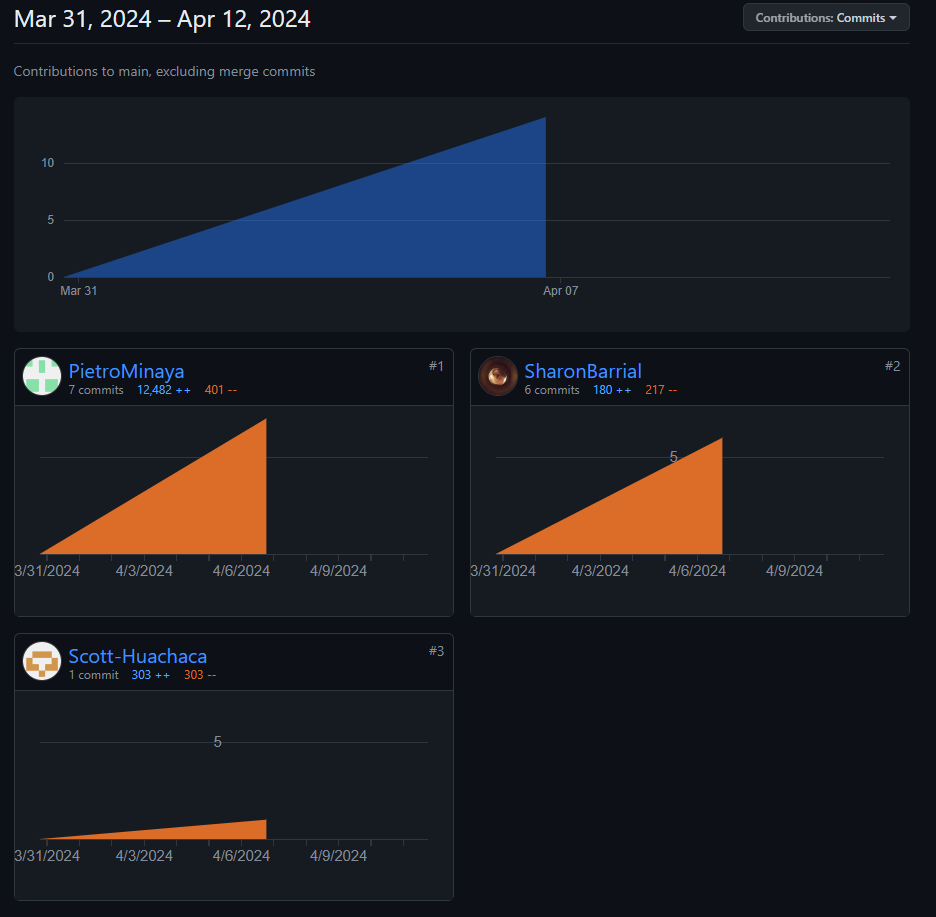 Mar 31, 2024 – Apr 12, 2024
Contributions: Commits
Contributions to main, excluding merge commits
10
5
0
Mar 31 Apr 07
PietroMinaya #1
7 commits 12,482 ++ 401 --
3/31/2024 4/3/2024 4/6/2024 4/9/2024
SharonBarrial #2
6 commits 180 ++ 217 --
5
3/31/2024 4/3/2024 4/6/2024 4/9/2024
Scott-Huachaca #3
1 commit 303 ++ 303 --
5
3/31/2024 4/3/2024 4/6/2024 4/9/2024